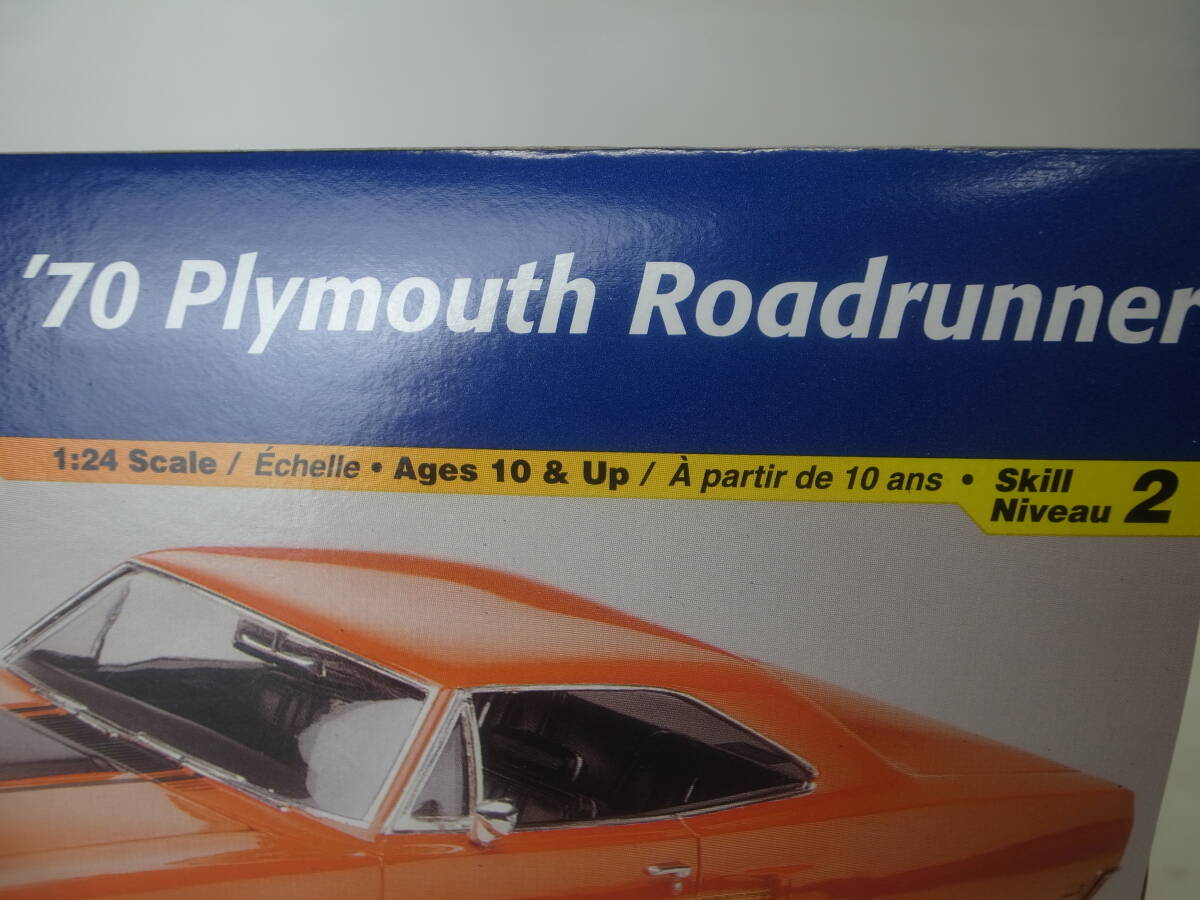 '70 Plymouth Roadrunner
1:24 Scale / Échelle • Ages 10 & Up / À partir de 10 ans • Skill
Niveau 2